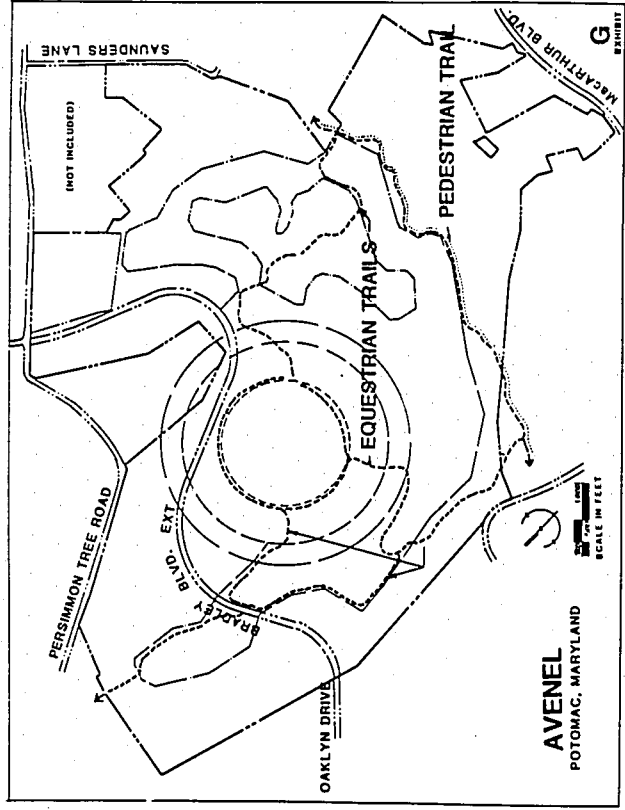 SAUNDERS LANE
(NOT INCLUDED)
MacARTHUR BLVD.
G
EXHIBIT
PEDESTRIAN TRAIL
EQUESTRIAN TRAILS
PERSIMMON TREE ROAD
BRADLEY BLVD. EXT
OAKLYN DRIVE
SCALE IN FEET
AVENEL
POTOMAC, MARYLAND